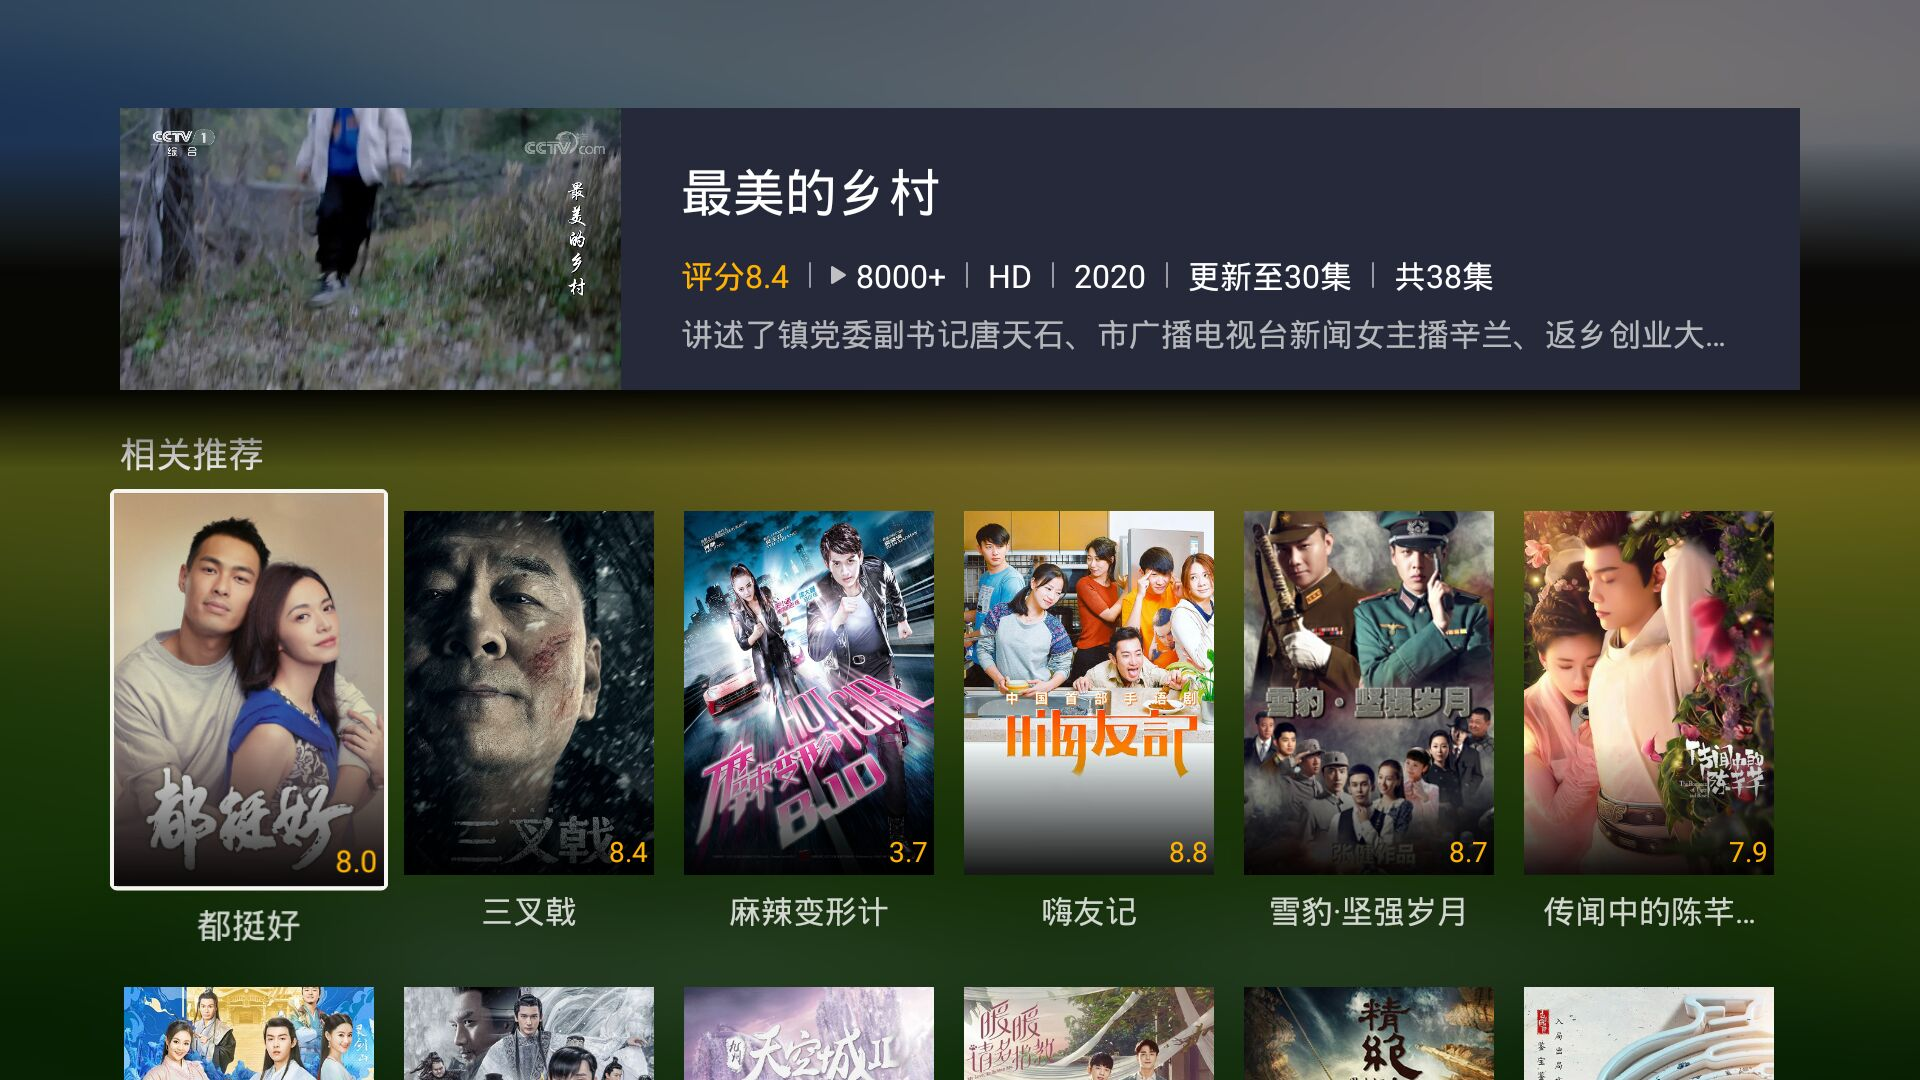 CCTV 1
综合
CCTV com
最美的乡村
最美的乡村
评分8.4
8000+
HD
2020
更新至30集
共38集
讲述了镇党委副书记唐天石、市广播电视台新闻女主播辛兰、返乡创业大...
相关推荐
都挺好
8.0
三叉戟
8.4
HOT GIRL
麻辣变形计
8.10
3.7
中国首部手语剧
嗨友記
8.8
雪豹·坚强岁月
张健作品
8.7
传闻中的陈芊芊
7.9
都挺好
三叉戟
麻辣变形计
嗨友记
雪豹·坚强岁月
传闻中的陈芊...
九州
天空城II
暖暖
请多指教
精绝